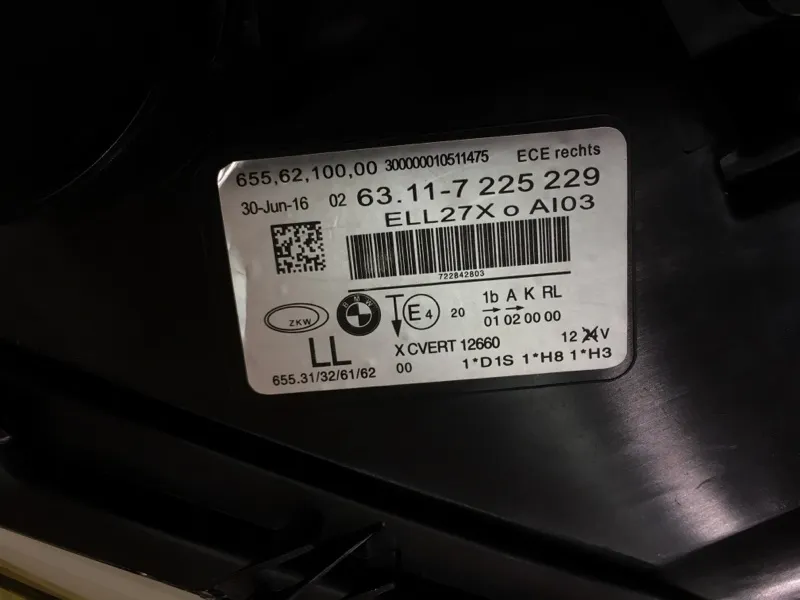 655,62,100,00 300000010511475 ECE rechts
30-Jun-16 02 63.11-7 225 229
ELL27X o AI03
722842803
ZKW
BMW
E4 20
1b A K RL
01 02 00 00
LL
X CVERT 12660
12 V
655.31/32/61/62 00 1*D1S 1*H8 1*H3